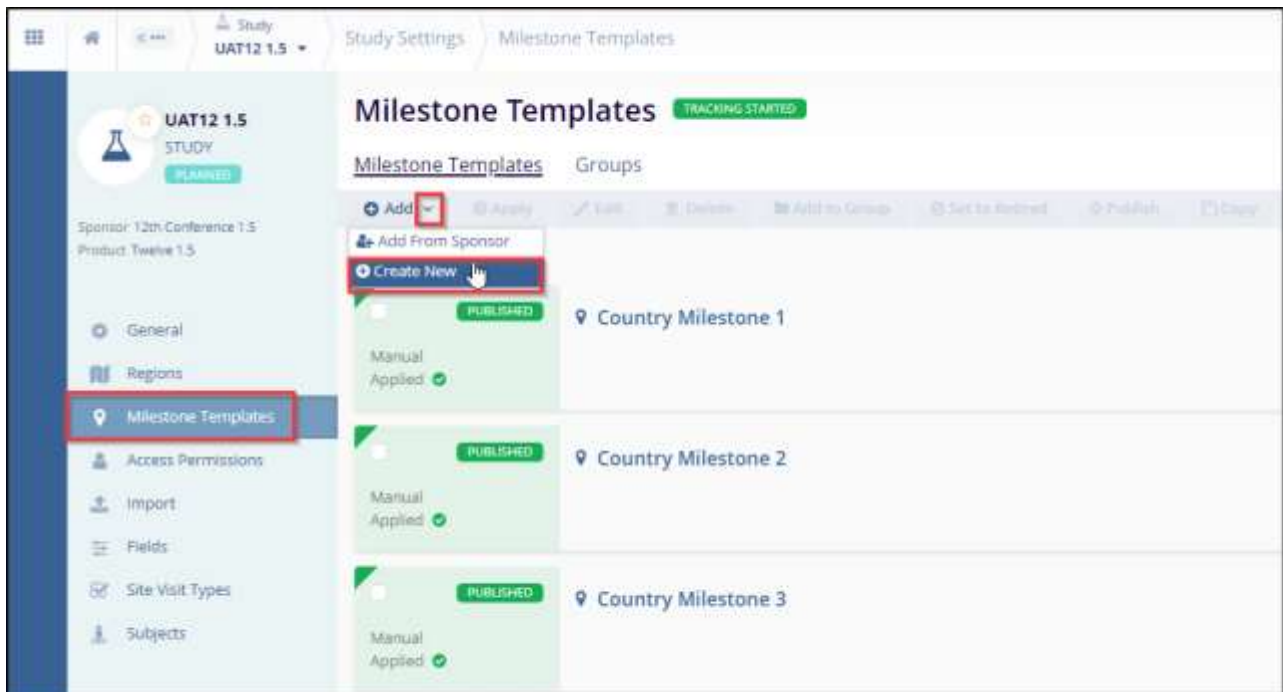 Study
UAT12 1.5
Study Settings
Milestone Templates
UAT12 1.5
STUDY
PLANNED
Sponsor 12th Conference 1.5
Product Twelve 1.5
General
Regions
Milestone Templates
Access Permissions
Import
Fields
Site Visit Types
Subjects
Milestone Templates TRACKING STARTED
Milestone Templates Groups
Add Apply Edit Delete Add to Group Set to Retired Publish Copy
Add From Sponsor
Create New
PUBLISHED
Country Milestone 1
Manual
Applied
PUBLISHED
Country Milestone 2
Manual
Applied
PUBLISHED
Country Milestone 3
Manual
Applied